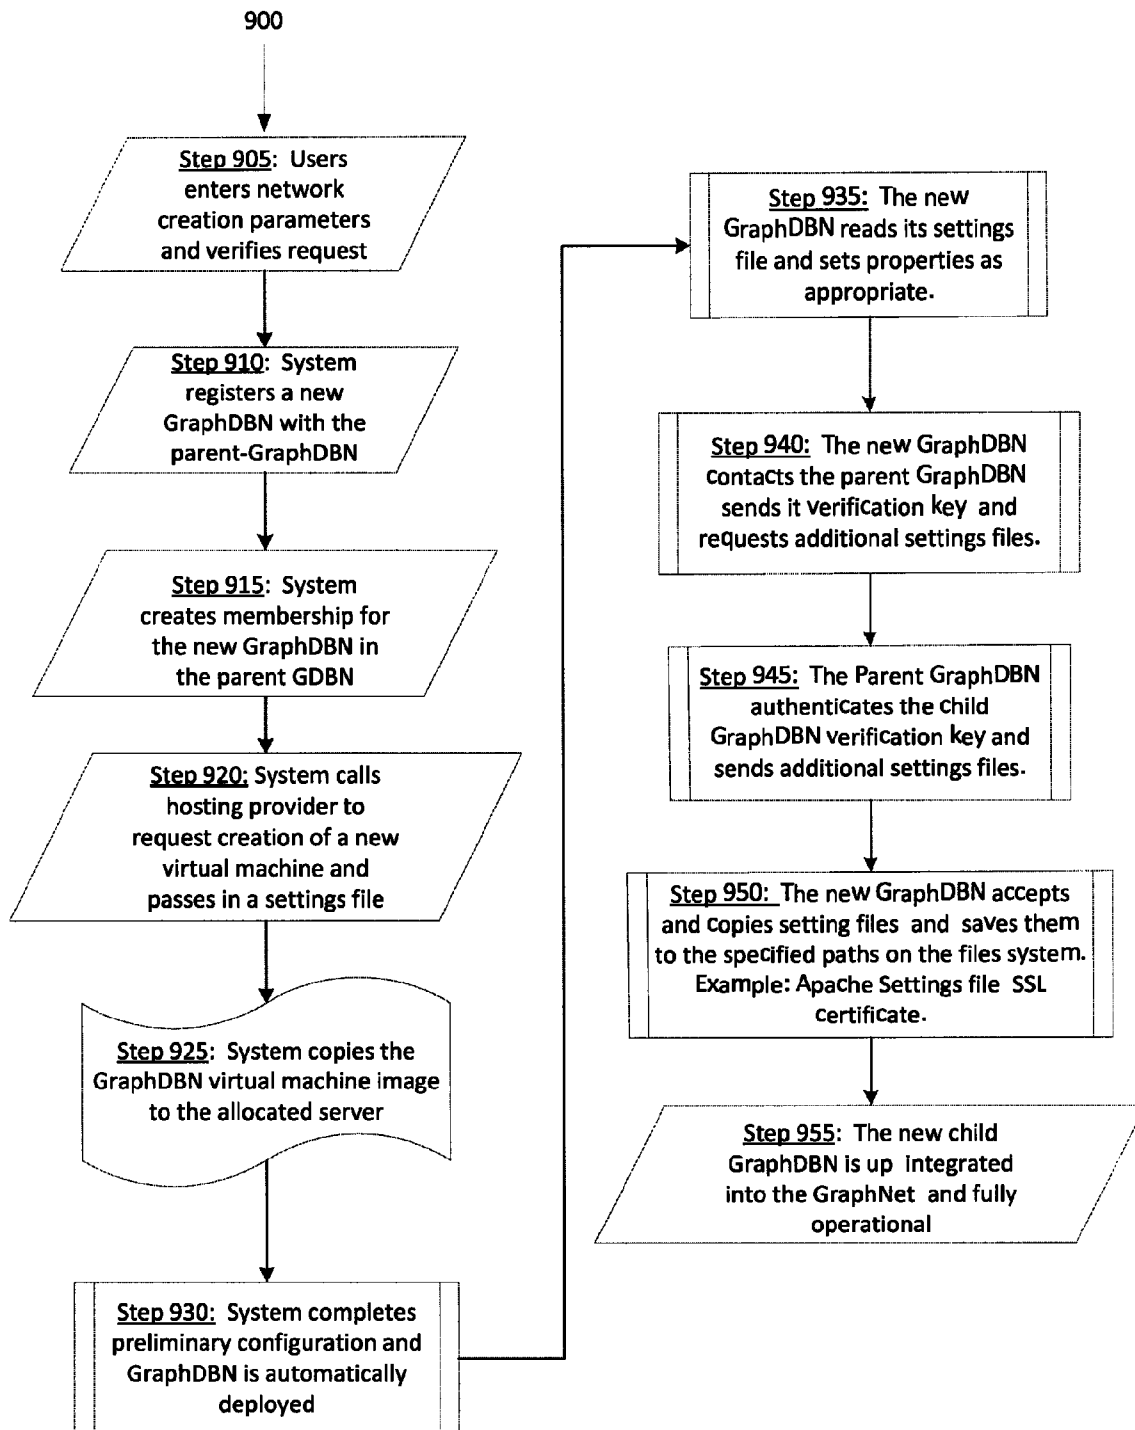 900
Step 905: Users
enters network
creation parameters
and verifies request
Step 910: System
registers a new
GraphDBN with the
parent-GraphDBN
Step 915: System
creates membership for
the new GraphDBN in
the parent GDBN
Step 920: System calls
hosting provider to
request creation of a new
virtual machine and
passes in a settings file
Step 925: System copies the
GraphDBN virtual machine image
to the allocated server
Step 930: System completes
preliminary configuration and
GraphDBN is automatically
deployed
Step 935: The new
GraphDBN reads its settings
file and sets properties as
appropriate.
Step 940: The new GraphDBN
contacts the parent GraphDBN
sends it verification key and
requests additional settings files.
Step 945: The Parent GraphDBN
authenticates the child
GraphDBN verification key and
sends additional settings files.
Step 950: The new GraphDBN accepts
and copies setting files and saves them
to the specified paths on the files system.
Example: Apache Settings file SSL
certificate.
Step 955: The new child
GraphDBN is up integrated
into the GraphNet and fully
operational